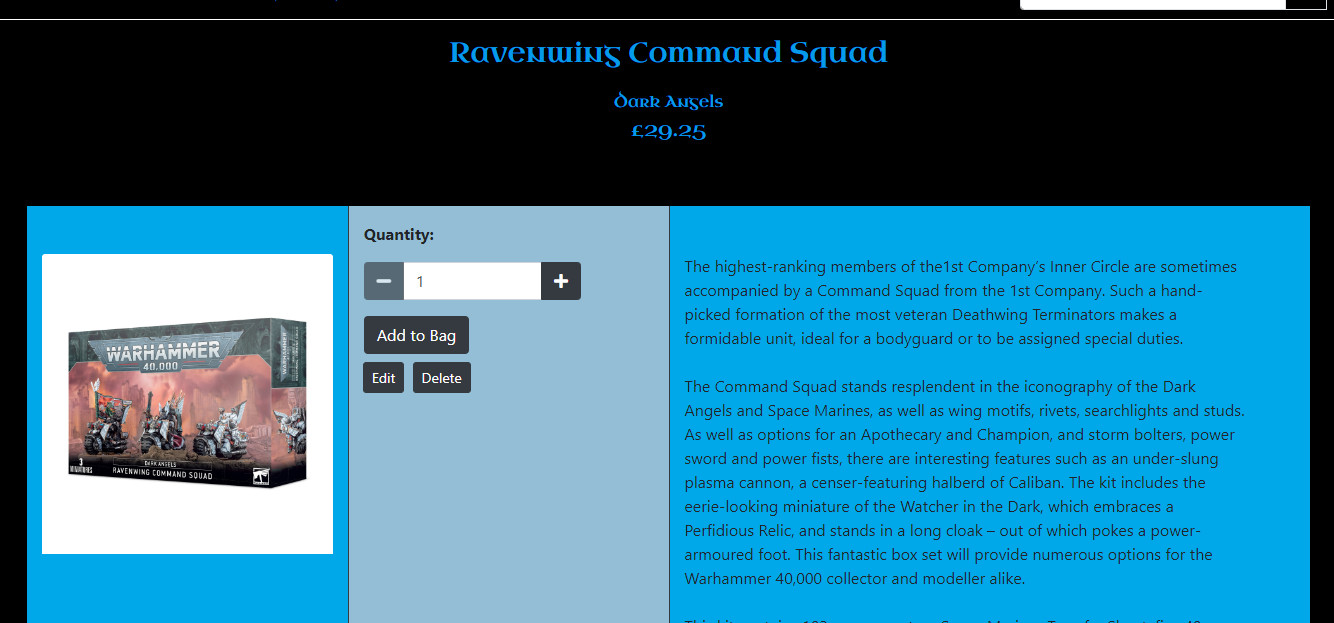 Ravenwing Command Squad
Dark Angels
£29.25
WARHAMMER
40,000
3
MINIATURES
DARK ANGELS
RAVENWING COMMAND SQUAD
WARHAMMER
Quantity:
1
Add to Bag
Edit
Delete
The highest-ranking members of the1st Company's Inner Circle are sometimes
accompanied by a Command Squad from the 1st Company. Such a hand-
picked formation of the most veteran Deathwing Terminators makes a
formidable unit, ideal for a bodyguard or to be assigned special duties.
The Command Squad stands resplendent in the iconography of the Dark
Angels and Space Marines, as well as wing motifs, rivets, searchlights and studs.
As well as options for an Apothecary and Champion, and storm bolters, power
sword and power fists, there are interesting features such as an under-slung
plasma cannon, a censer-featuring halberd of Caliban. The kit includes the
eerie-looking miniature of the Watcher in the Dark, which embraces a
Perfidious Relic, and stands in a long cloak – out of which pokes a power-
armoured foot. This fantastic box set will provide numerous options for the
Warhammer 40,000 collector and modeller alike.